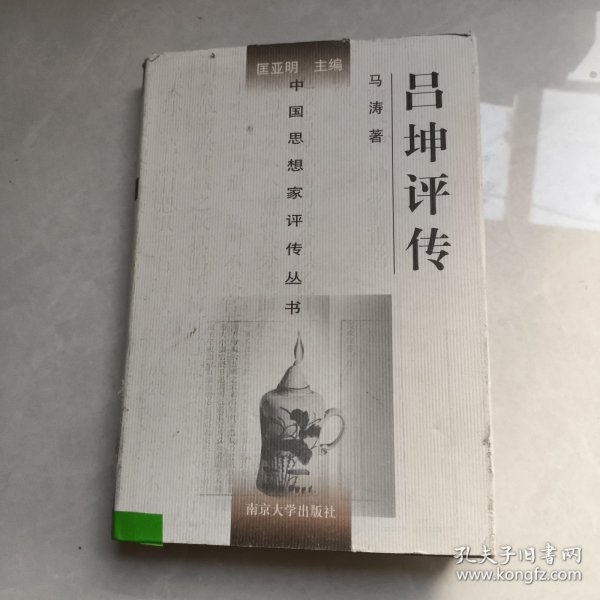 匡亚明 主编
吕坤评传
马涛著
中国思想家评传丛书
南京大学出版社
孔夫子旧书网
www.kongfz.com